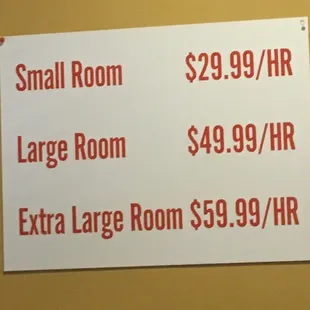 Small Room $29.99/HR
Large Room $49.99/HR
Extra Large Room $59.99/HR